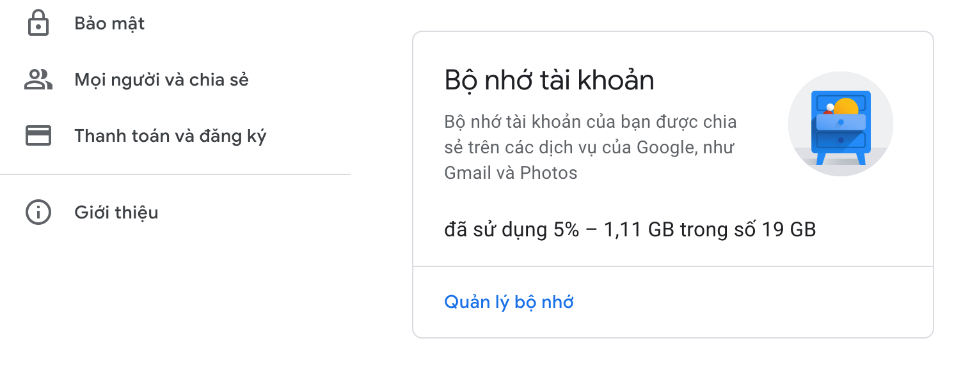 Bảo mật
Mọi người và chia sẻ
Thanh toán và đăng ký
Giới thiệu
Bộ nhớ tài khoản
Bộ nhớ tài khoản của bạn được chia
sẻ trên các dịch vụ của Google, như
Gmail và Photos
đã sử dụng 5% – 1,11 GB trong số 19 GB
Quản lý bộ nhớ